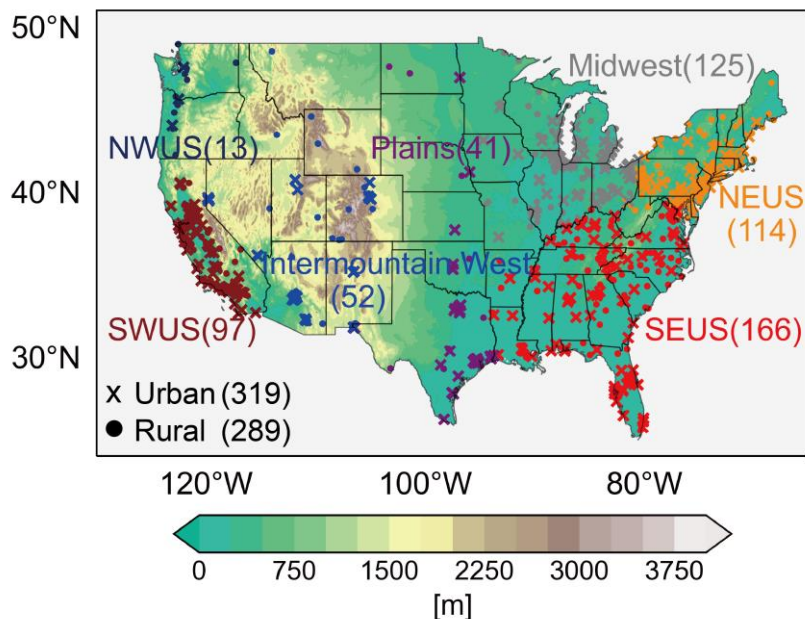 50°N
Midwest(125)
NWUS(13)
Plains(41)
40°N
NEUS
(114)
Intermountain West
(52)
SWUS(97)
SEUS(166)
30°N
x Urban (319)
● Rural (289)
120°W 100°W 80°W
0 750 1500 2250 3000 3750
[m]